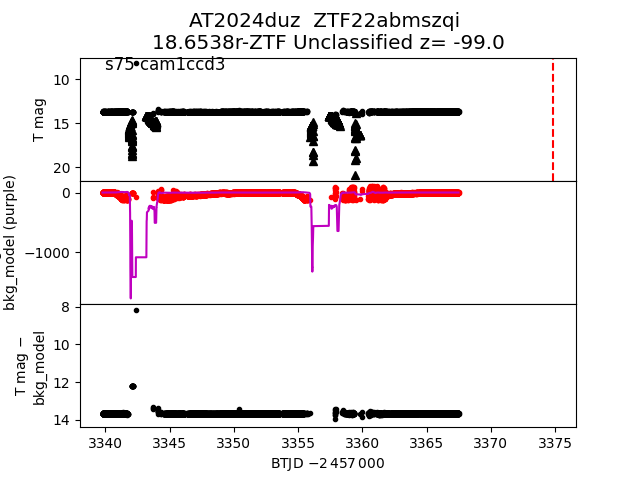 AT2024duz  ZTF22abmszqi
18.6538r-ZTF Unclassified z= -99.0
s75 cam1ccd3
T mag
10
15
20
bkg_model (purple)
0
−1000
T mag −
bkg_model
8
10
12
14
3340 3345 3350 3355 3360 3365 3370 3375
BTJD −2 457 000